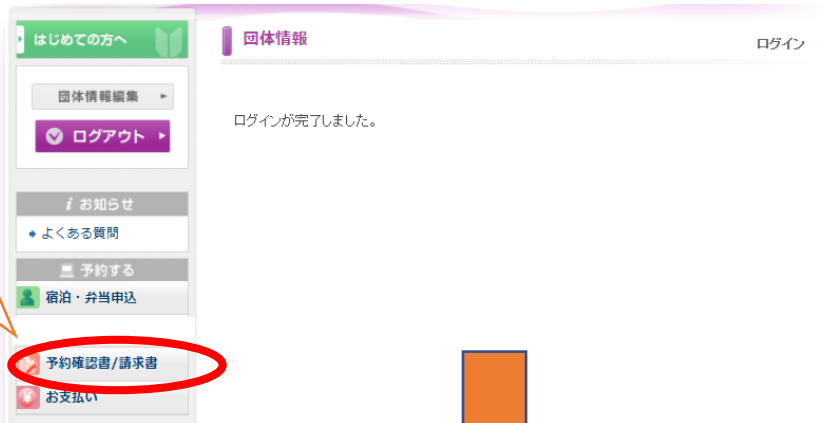 はじめての方へ
団体情報
ログイン
団体情報編集
ログアウト
ログインが完了しました。
i お知らせ
よくある質問
予約する
宿泊・弁当申込
予約確認書/請求書
¥ お支払い